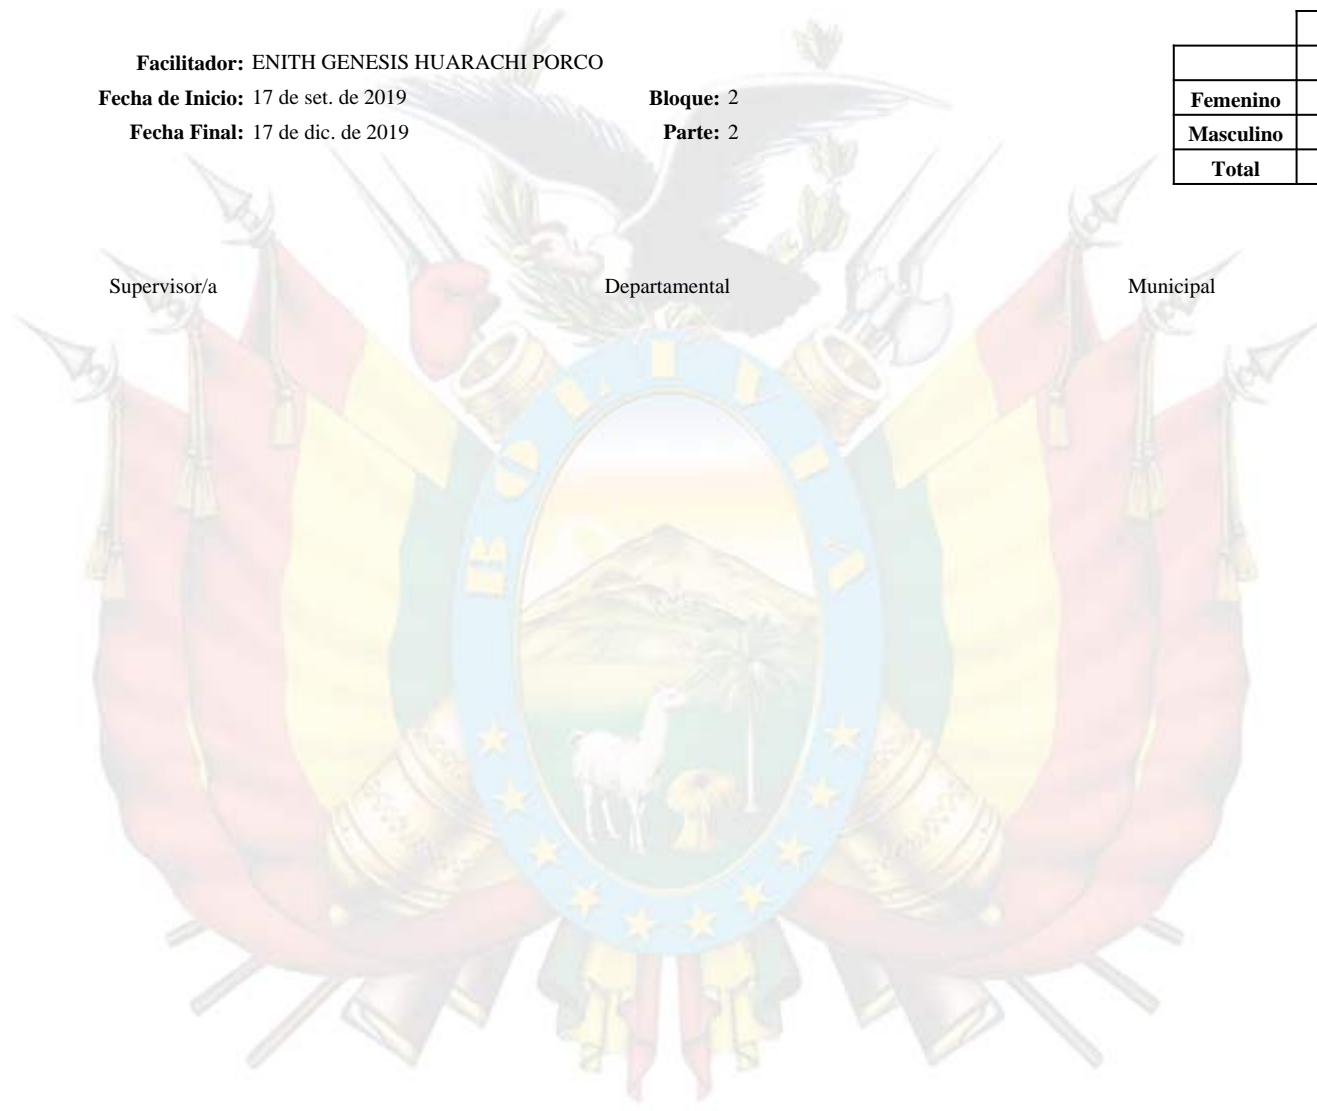 Facilitador: ENITH GENESIS HUARACHI PORCO
Fecha de Inicio: 17 de set. de 2019 Bloque: 2
Fecha Final: 17 de dic. de 2019 Parte: 2
Femenino
Masculino
Total
Supervisor/a Departamental Municipal
BOLIVIA